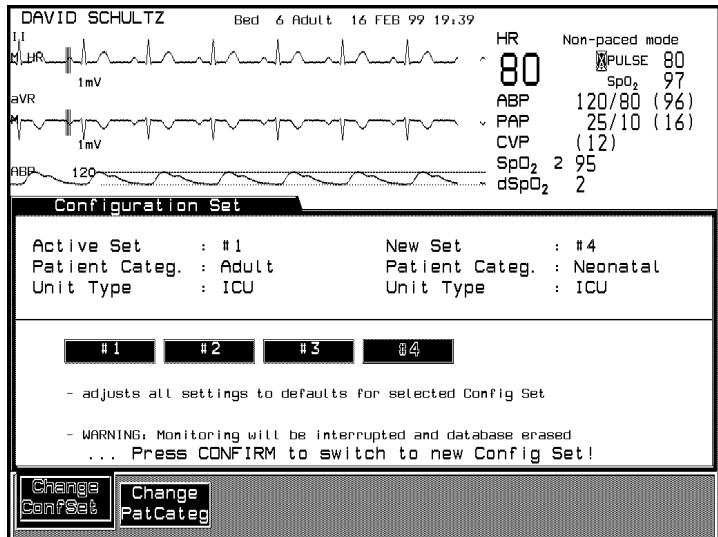 DAVID SCHULTZ Bed 6 Adult 16 FEB 99 19:39
II
M HR
1mV
aVR
M
1mV
ABP 120
HR Non-paced mode
80 PULSE 80
SpO₂ 97
ABP 120/80 (96)
PAP 25/10 (16)
CVP (12)
SpO₂ 2 95
dSpO₂ 2
Configuration Set
Active Set : #1 New Set : #4
Patient Categ. : Adult Patient Categ. : Neonatal
Unit Type : ICU Unit Type : ICU
#1 #2 #3 #4
- adjusts all settings to defaults for selected Config Set
- WARNING: Monitoring will be interrupted and database erased
... Press CONFIRM to switch to new Config Set!
Change ConfSet
Change PatCateg